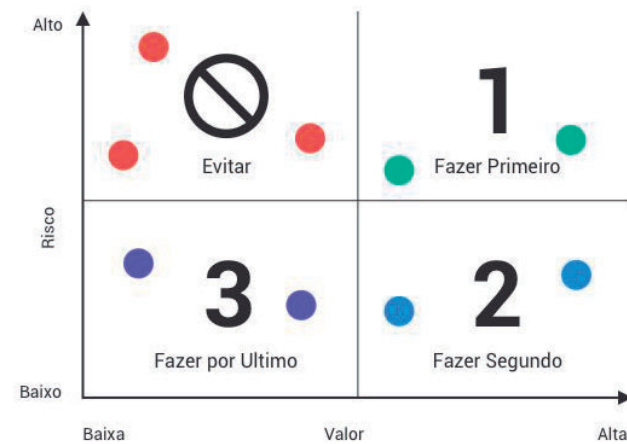 Alto
1
Evitar
Fazer Primeiro
Risco
3
2
Fazer por Ultimo
Fazer Segundo
Baixo
Baixa
Valor
Alta